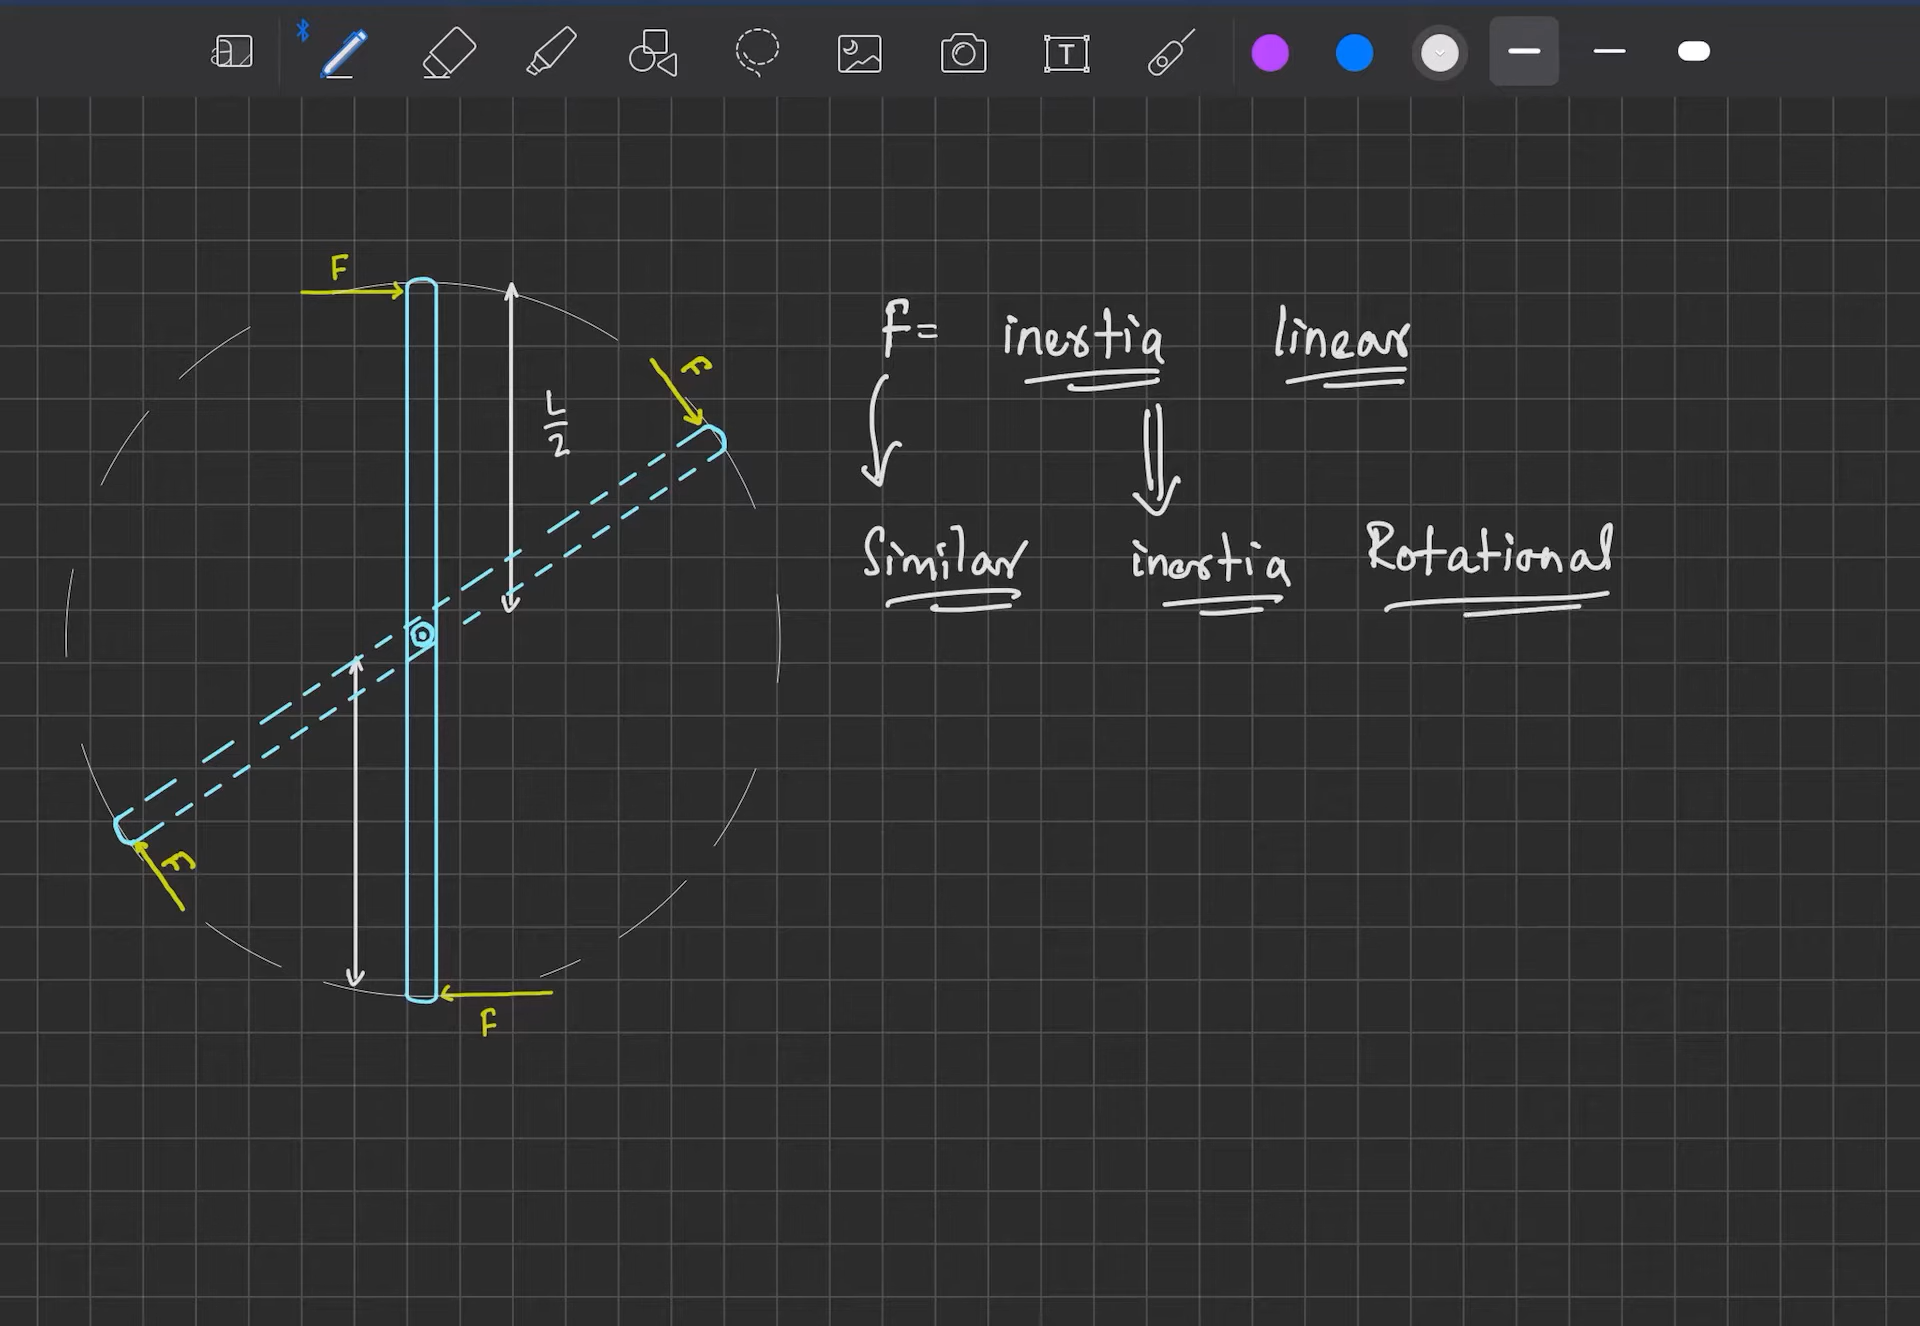 T
F
F= inertia linear
F
L/2
Similar inertia Rotational
F
F